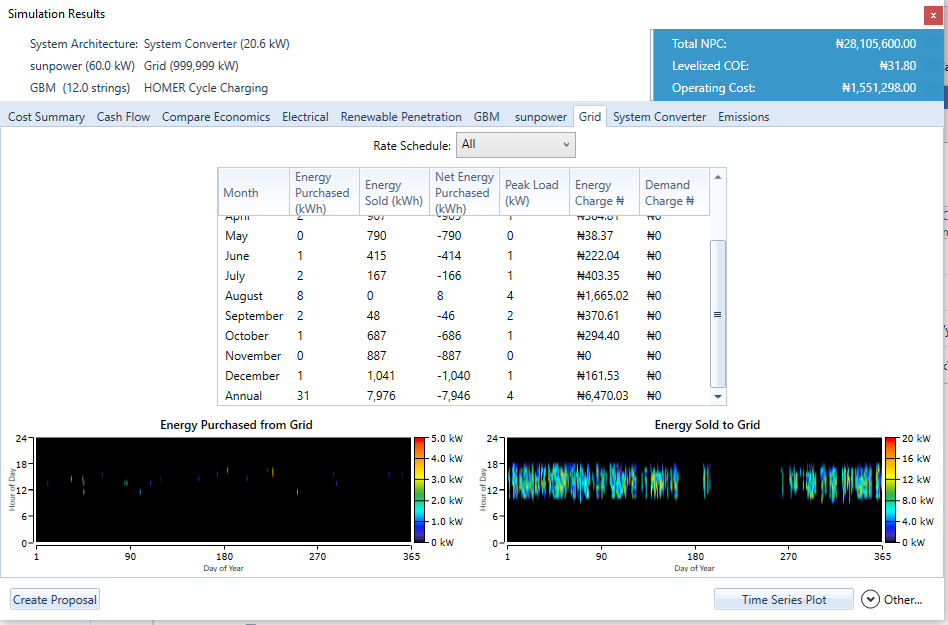 Simulation Results
System Architecture: System Converter (20.6 kW)
sunpower (60.0 kW) Grid (999,999 kW)
GBM (12.0 strings) HOMER Cycle Charging
Total NPC: ₦28,105,600.00
Levelized COE: ₦31.80
Operating Cost: ₦1,551,298.00
Cost Summary Cash Flow Compare Economics Electrical Renewable Penetration GBM sunpower Grid System Converter Emissions
Rate Schedule: All
Month Energy Purchased (kWh) Energy Sold (kWh) Net Energy Purchased (kWh) Peak Load (kW) Energy Charge ₦ Demand Charge ₦
April 2 907 -905 1 ₦384.81 ₦0
May 0 790 -790 0 ₦38.37 ₦0
June 1 415 -414 1 ₦222.04 ₦0
July 2 167 -166 1 ₦403.35 ₦0
August 8 0 8 4 ₦1,665.02 ₦0
September 2 48 -46 2 ₦370.61 ₦0
October 1 687 -686 1 ₦294.40 ₦0
November 0 887 -887 0 ₦0 ₦0
December 1 1,041 -1,040 1 ₦161.53 ₦0
Annual 31 7,976 -7,946 4 ₦6,470.03 ₦0
Energy Purchased from Grid
24
18
12
6
0
Hour of Day
1 90 180 270 365
Day of Year
5.0 kW
4.0 kW
3.0 kW
2.0 kW
1.0 kW
0 kW
Energy Sold to Grid
24
18
12
6
0
Hour of Day
1 90 180 270 365
Day of Year
20 kW
16 kW
12 kW
8.0 kW
4.0 kW
0 kW
Create Proposal Time Series Plot Other...